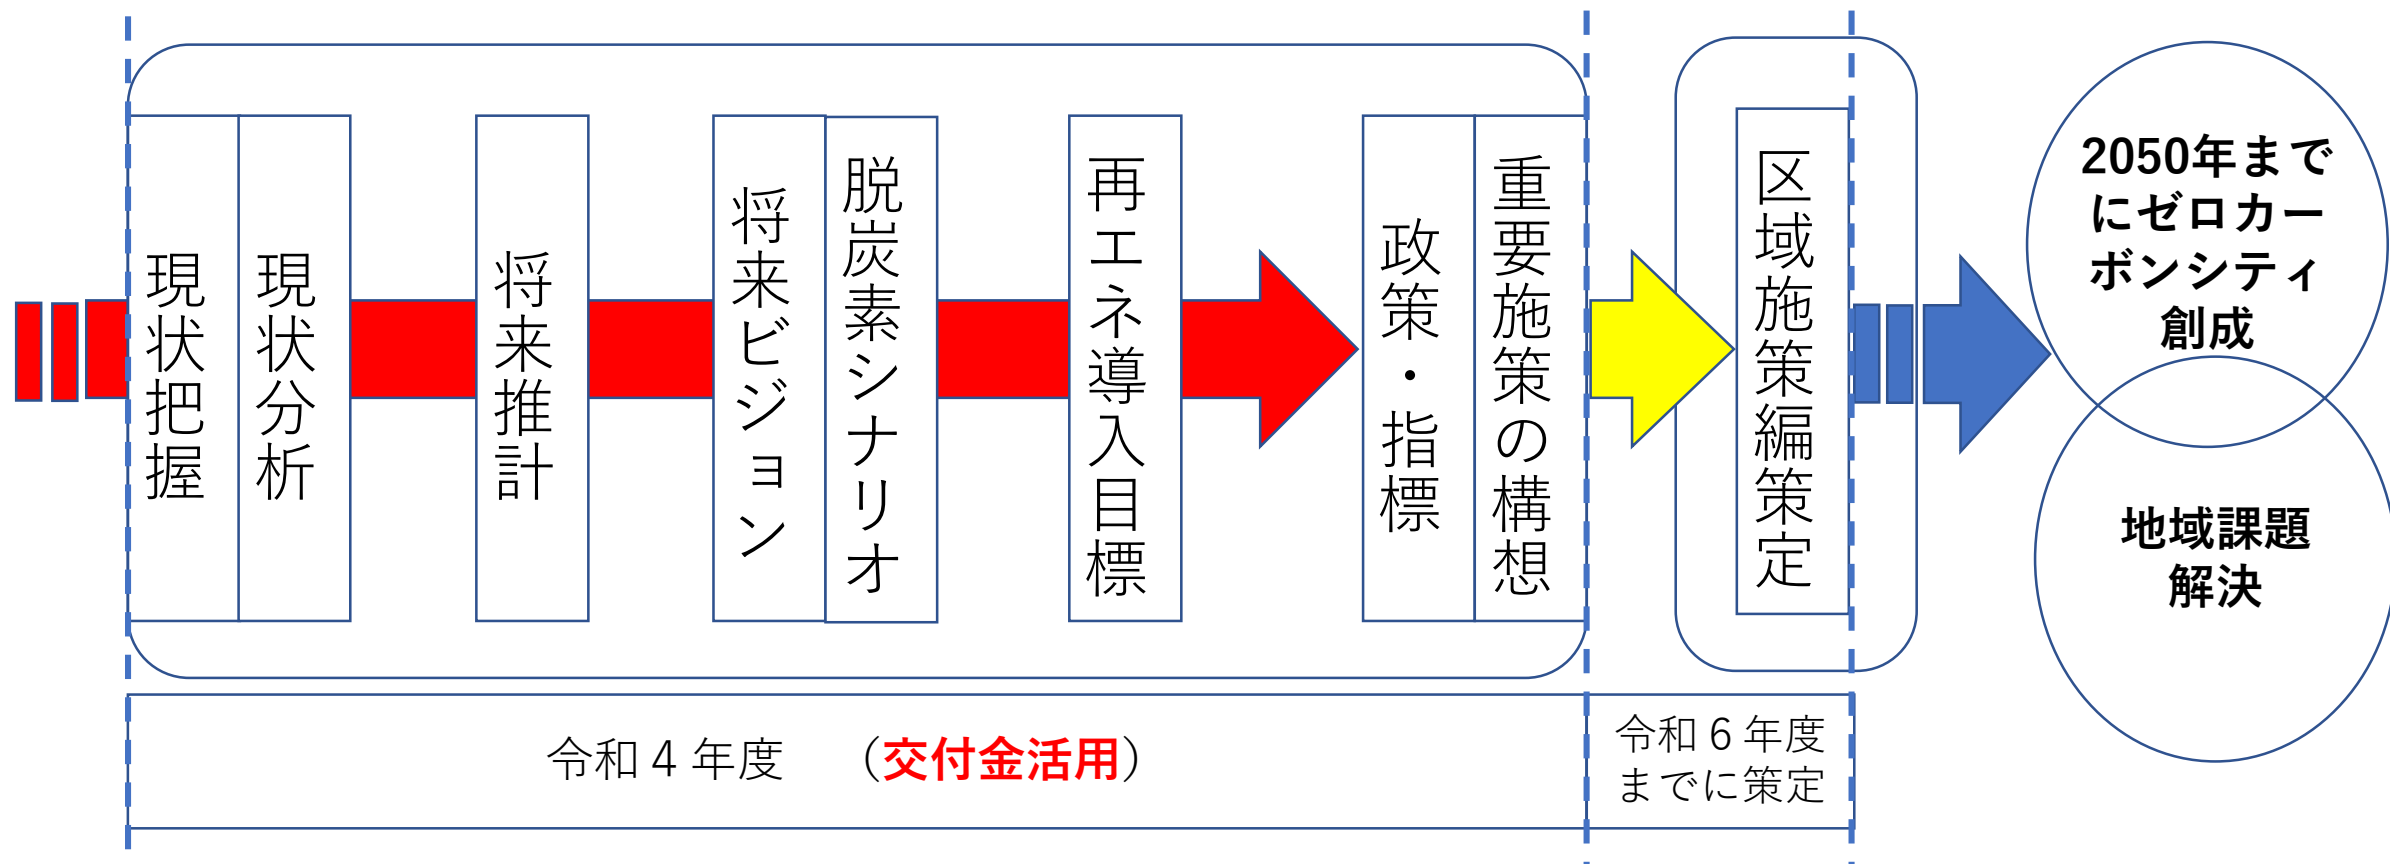 現状把握
現状分析
将来推計
将来ビジョン
脱炭素シナリオ
再エネ導入目標
政策・指標
重要施策の構想
区域施策編策定
2050年まで
にゼロカー
ボンシティ
創成
地域課題
解決
令和４年度　（交付金活用）
令和６年度
までに策定